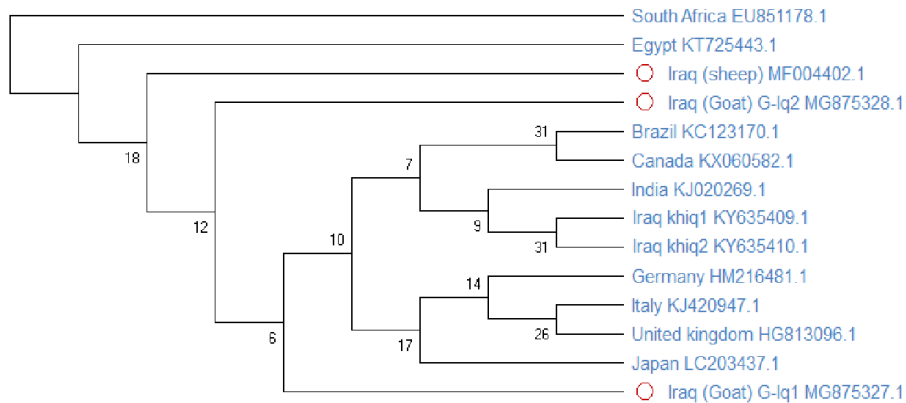 South Africa EU851178.1
Egypt KT725443.1
Iraq (sheep) MF004402.1
Iraq (Goat) G-Iq2 MG875328.1
31 Brazil KC123170.1
18
7
Canada KX060582.1
India KJ020269.1
12
9
Iraq khiq1 KY635409.1
10
31
Iraq khiq2 KY635410.1
14
Germany HM216481.1
Italy KJ420947.1
6
17
26
United kingdom HG813096.1
Japan LC203437.1
Iraq (Goat) G-Iq1 MG875327.1